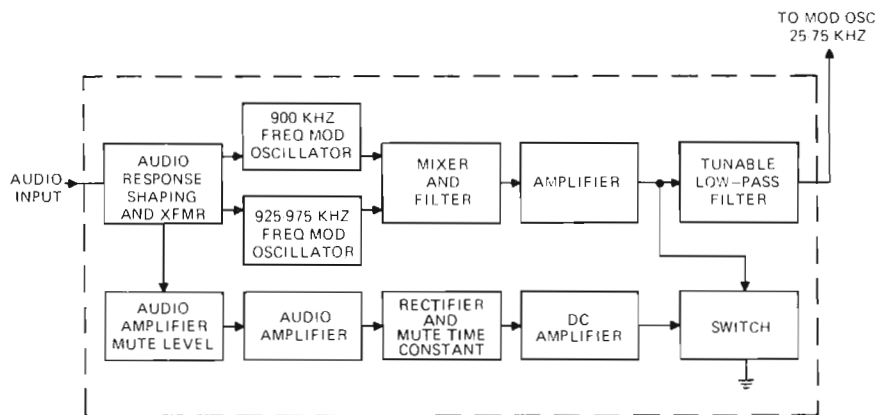 TO MOD OSC
25-75 KHZ
900 KHZ
FREQ MOD
OSCILLATOR
AUDIO
INPUT
AUDIO
RESPONSE
SHAPING
AND XFMR
925-975 KHZ
FREQ MOD
OSCILLATOR
MIXER
AND
FILTER
AMPLIFIER
TUNABLE
LOW-PASS
FILTER
AUDIO
AMPLIFIER
MUTE LEVEL
AUDIO
AMPLIFIER
RECTIFIER
AND
MUTE TIME
CONSTANT
DC
AMPLIFIER
SWITCH